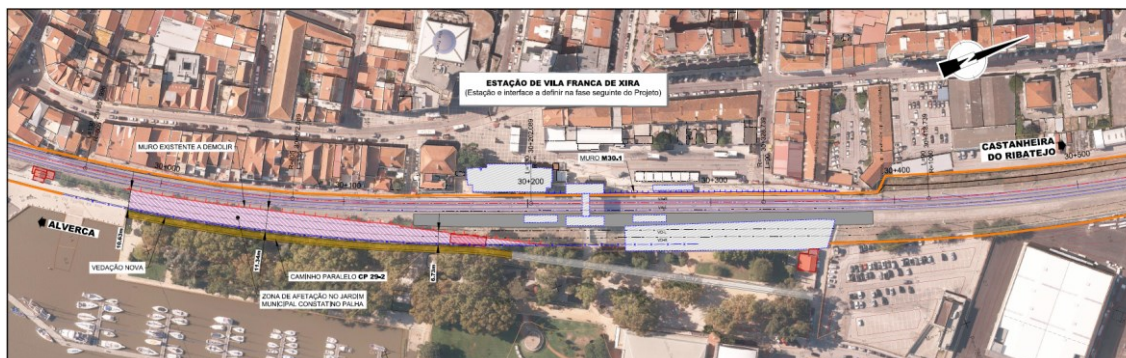 ESTAÇÃO DE VILA FRANCA DE XIRA
(Estação e interface a definir na fase seguinte do Projeto)
CASTANHEIRA
DO RIBATEJO
MURO EXISTENTE A DEMOLIR
MURO M30.1
30+000
30+100
30+200
30+300
30+400
30+500
ALVERCA
VEDAÇÃO NOVA
CAMINHO PARALELO CP 29-2
ZONA DE AFETAÇÃO NO JARDIM
MUNICIPAL CONSTATINO PALHA